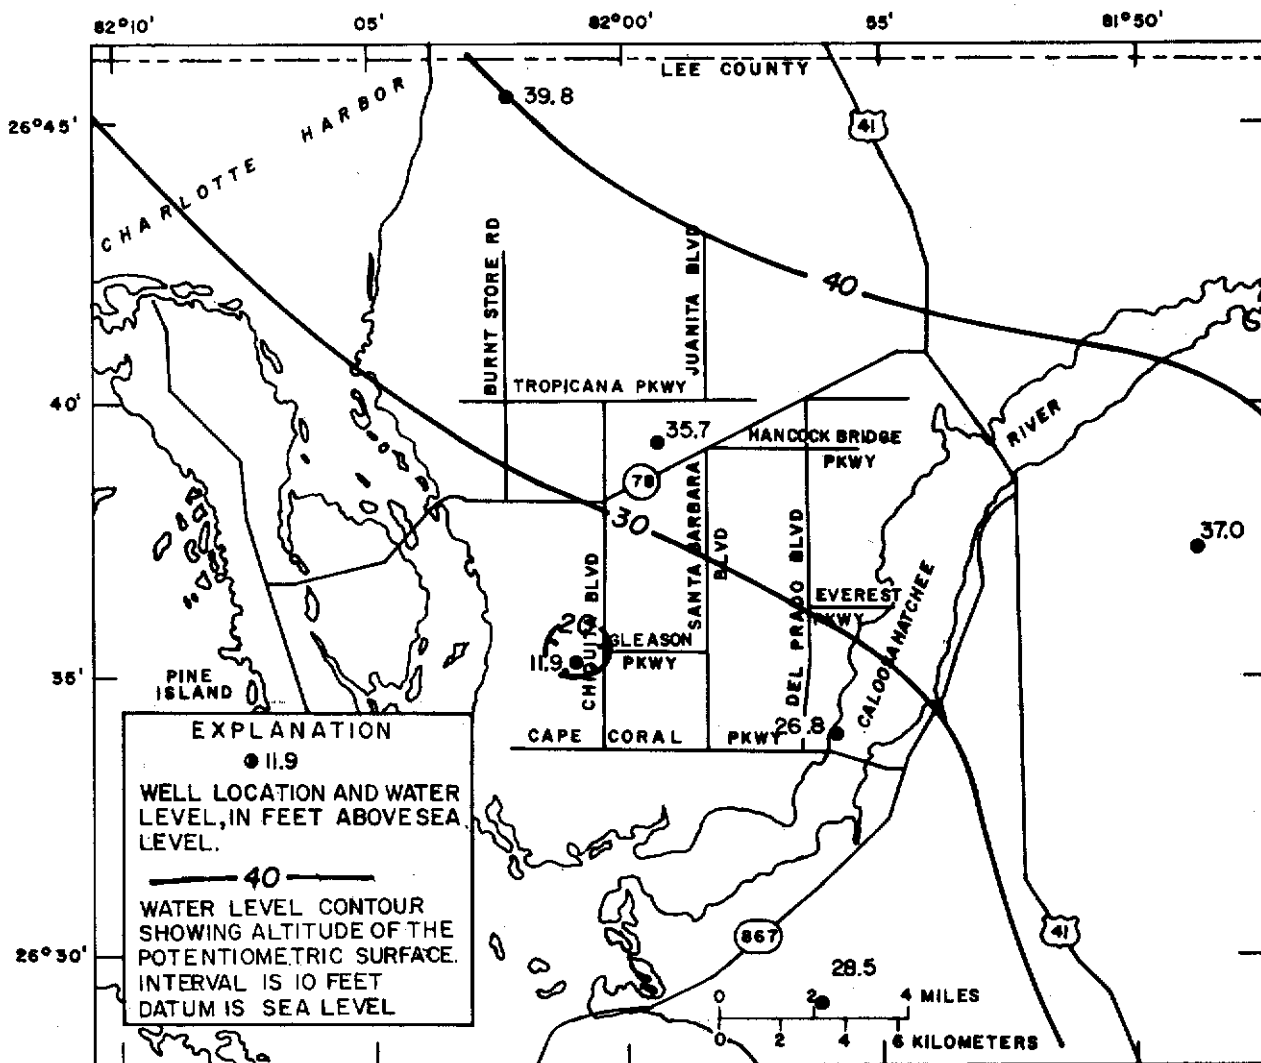 82°10'
05'
82°00'
55'
81°50'
LEE COUNTY
39.8
26°45'
CHARLOTTE HARBOR
41
BURNT STORE RD
JUANITA BLVD
40
TROPICANA PKWY
40'
35.7
HANCOCK BRIDGE
PKWY
RIVER
78
30
SANTA BARBARA
BLVD
37.0
CHIQUITA BLVD
DEL PRADO BLVD
EVEREST
PKWY
CALOOSAHATCHEE
20
GLEASON
PKWY
11.9
35'
PINE
ISLAND
26.8
CAPE CORAL PKWY
EXPLANATION
11.9
WELL LOCATION AND WATER
LEVEL, IN FEET ABOVE SEA
LEVEL.
40
WATER LEVEL CONTOUR
SHOWING ALTITUDE OF THE
POTENTIOMETRIC SURFACE.
INTERVAL IS 10 FEET
DATUM IS SEA LEVEL
26°30'
867
41
28.5
0 2 4 MILES
0 2 4 6 KILOMETERS